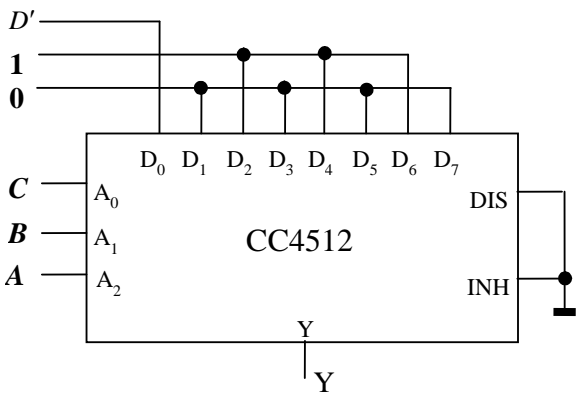 D′
1
0
D₀ D₁ D₂ D₃ D₄ D₅ D₆ D₇
C A₀ DIS
B A₁ CC4512
A A₂ INH
Y
Y